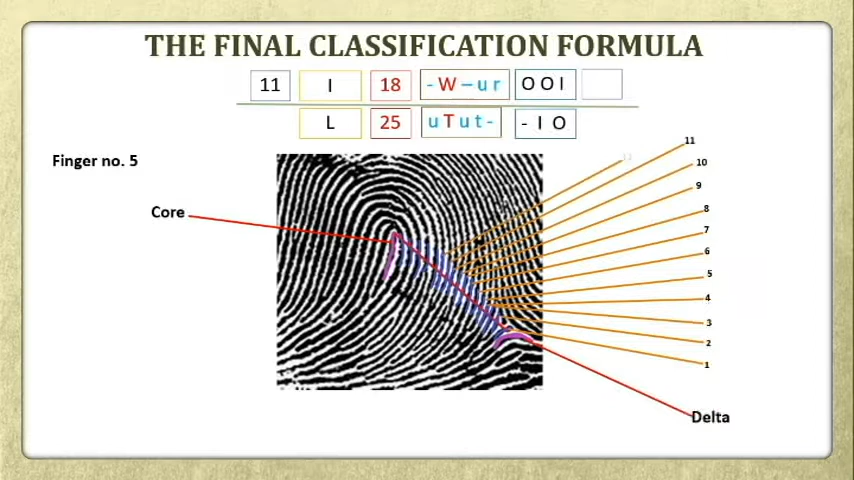 THE FINAL CLASSIFICATION FORMULA
11 I 18 - W – u r O O I
L 25 u T u t - - I O
Finger no. 5
Core
12
11
10
9
8
7
6
5
4
3
2
1
Delta